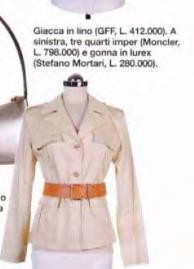 Giacca in lino (GFF, L. 412.000). A
sinistra, tre quarti imper (Moncler,
L. 798.000) e gonna in lurex
(Stefano Mortari, L. 280.000).
o
a